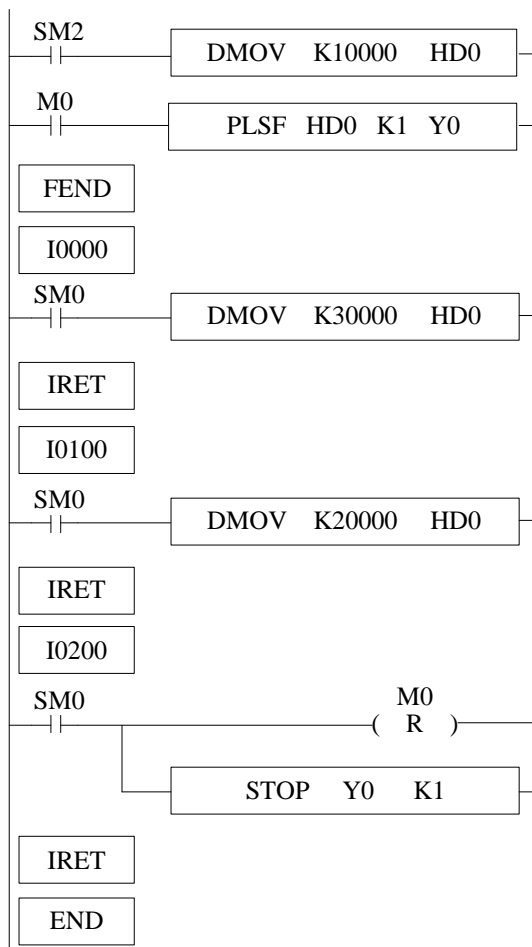 SM2
DMOV K10000 HD0
M0
PLSF HD0 K1 Y0
FEND
I0000
SM0
DMOV K30000 HD0
IRET
I0100
SM0
DMOV K20000 HD0
IRET
I0200
SM0
M0
( R )
STOP Y0 K1
IRET
END